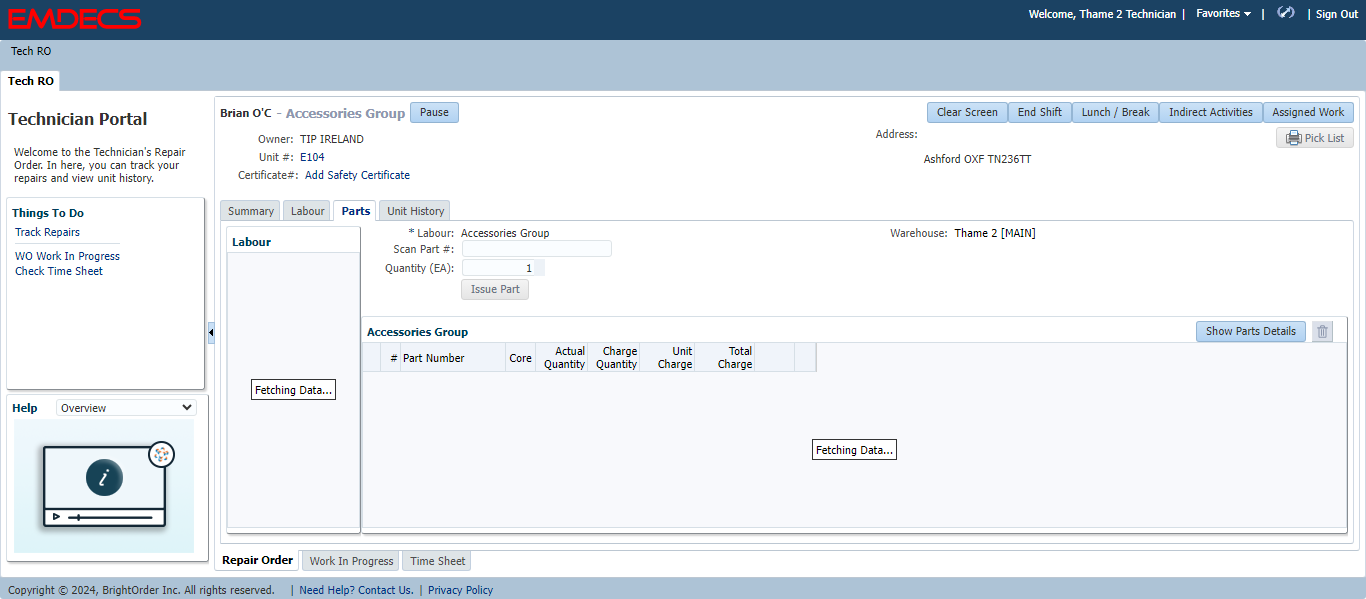 EMDECS
Welcome, Thame 2 Technician | Favorites | | Sign Out
Tech RO
Tech RO
Technician Portal
Welcome to the Technician's Repair
Order. In here, you can track your
repairs and view unit history.
Things To Do
Track Repairs
WO Work In Progress
Check Time Sheet
Help Overview
i
Brian O'C - Accessories Group Pause
Clear Screen End Shift Lunch / Break Indirect Activities Assigned Work
Owner: TIP IRELAND
Unit #: E104
Certificate#: Add Safety Certificate
Address:
Pick List
Ashford OXF TN236TT
Summary Labour Parts Unit History
Labour
Fetching Data...
* Labour: Accessories Group
Warehouse: Thame 2 [MAIN]
Scan Part #:
Quantity (EA): 1
Issue Part
Accessories Group Show Parts Details
# Part Number Core Actual Quantity Charge Quantity Unit Charge Total Charge
Fetching Data...
Repair Order Work In Progress Time Sheet
Copyright © 2024, BrightOrder Inc. All rights reserved. | Need Help? Contact Us. | Privacy Policy